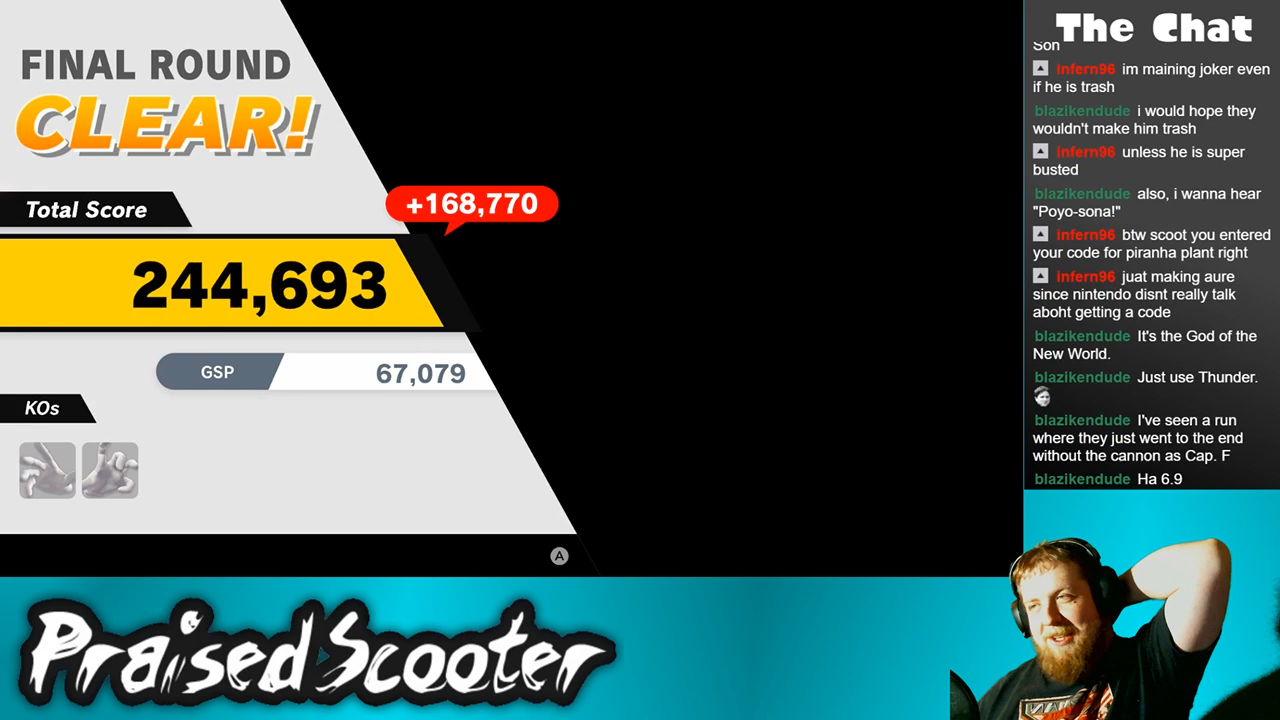 FINAL ROUND
CLEAR!
Total Score
+168,770
244,693
GSP 67,079
KOs
A
PraisedScooter
The Chat
Son
infern96 im maining joker even
if he is trash
blazikendude i would hope they
wouldn't make him trash
infern96 unless he is super
busted
blazikendude also, i wanna hear
"Poyo-sona!"
infern96 btw scoot you entered
your code for piranha plant right
infern96 juat making aure
since nintendo disnt really talk
aboht getting a code
blazikendude It's the God of the
New World.
blazikendude Just use Thunder.
blazikendude I've seen a run
where they just went to the end
without the cannon as Cap. F
blazikendude Ha 6.9